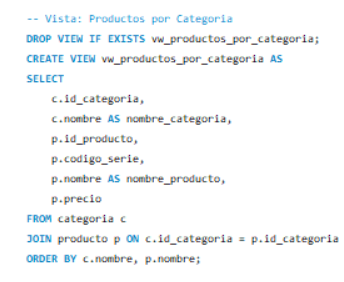 -- Vista: Productos por Categoria
DROP VIEW IF EXISTS vw_productos_por_categoria;
CREATE VIEW vw_productos_por_categoria AS
SELECT
    c.id_categoria,
    c.nombre AS nombre_categoria,
    p.id_producto,
    p.codigo_serie,
    p.nombre AS nombre_producto,
    p.precio
FROM categoria c
JOIN producto p ON c.id_categoria = p.id_categoria
ORDER BY c.nombre, p.nombre;